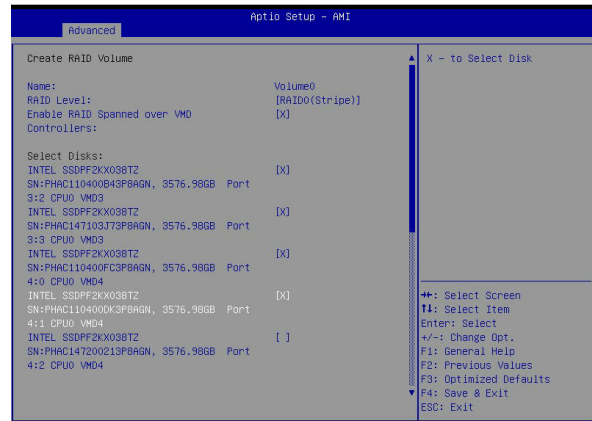 Aptio Setup - AMI
Advanced
Create RAID Volume
X - to Select Disk
Name: Volume0
RAID Level: [RAID0(Stripe)]
Enable RAID Spanned over VMD [X]
Controllers:
Select Disks:
INTEL SSDPF2KX038TZ [X]
SN:PHAC110400B43P8AGN, 3576.98GB Port
3:2 CPU0 VMD3
INTEL SSDPF2KX038TZ [X]
SN:PHAC147103J73P8AGN, 3576.98GB Port
3:3 CPU0 VMD3
INTEL SSDPF2KX038TZ [X]
SN:PHAC110400FC3P8AGN, 3576.98GB Port
4:0 CPU0 VMD4
INTEL SSDPF2KX038TZ [X]
SN:PHAC110400DK3P8AGN, 3576.98GB Port
4:1 CPU0 VMD4
INTEL SSDPF2KX038TZ [ ]
SN:PHAC147200213P8AGN, 3576.98GB Port
4:2 CPU0 VMD4
→←: Select Screen
↑↓: Select Item
Enter: Select
+/-: Change Opt.
F1: General Help
F2: Previous Values
F3: Optimized Defaults
F4: Save & Exit
ESC: Exit